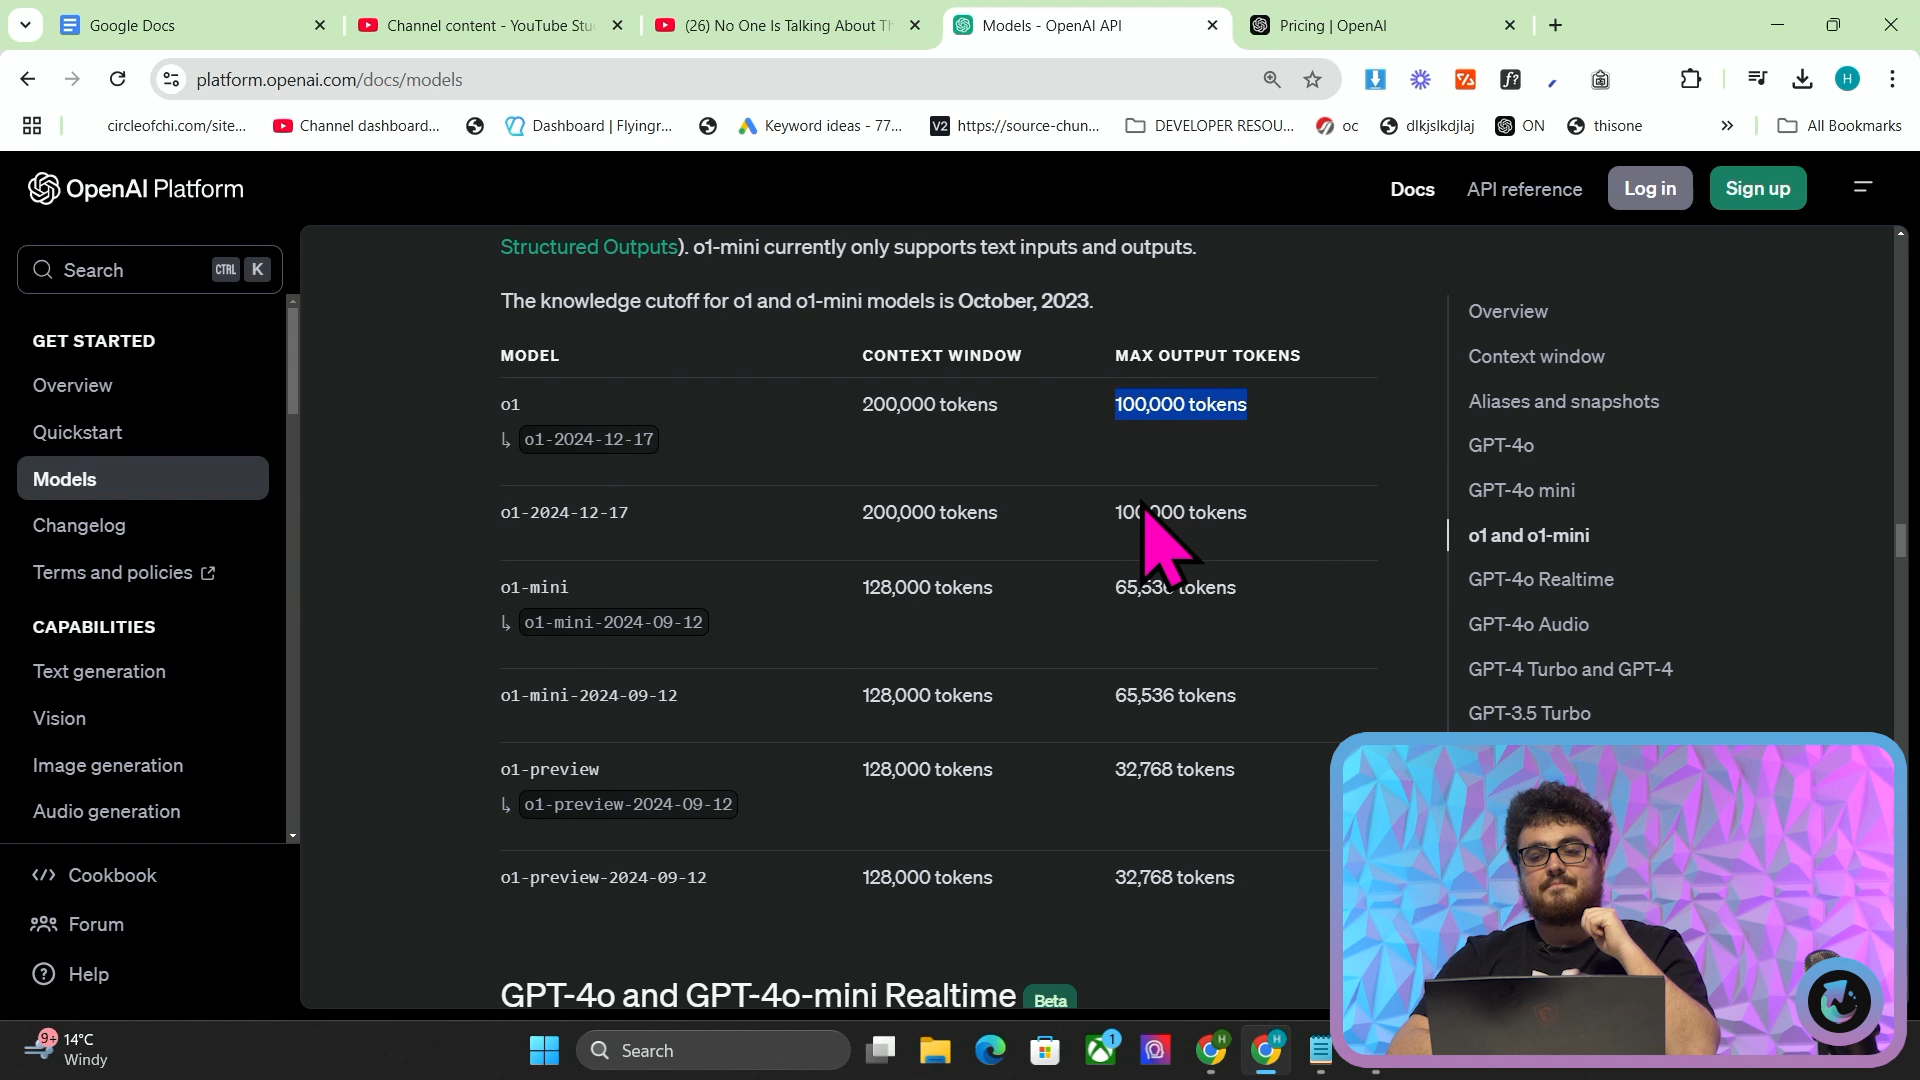 Google Docs
Channel content - YouTube Stu
(26) No One Is Talking About Th
Models - OpenAI API
Pricing | OpenAI
platform.openai.com/docs/models
circleofchi.com/site...
Channel dashboard...
Dashboard | Flyingr...
Keyword ideas - 77...
V2
https://source-chun...
DEVELOPER RESOU...
oc
dlkjslkdjlaj
ON
thisone
All Bookmarks
OpenAI Platform
Docs
API reference
Log in
Sign up
Search
CTRL K
GET STARTED
Overview
Quickstart
Models
Changelog
Terms and policies
CAPABILITIES
Text generation
Vision
Image generation
Audio generation
Cookbook
Forum
Help
Structured Outputs). o1-mini currently only supports text inputs and outputs.
The knowledge cutoff for o1 and o1-mini models is October, 2023.
MODEL CONTEXT WINDOW MAX OUTPUT TOKENS
o1 200,000 tokens 100,000 tokens
↳ o1-2024-12-17
o1-2024-12-17 200,000 tokens 100,000 tokens
o1-mini 128,000 tokens 65,536 tokens
↳ o1-mini-2024-09-12
o1-mini-2024-09-12 128,000 tokens 65,536 tokens
o1-preview 128,000 tokens 32,768 tokens
↳ o1-preview-2024-09-12
o1-preview-2024-09-12 128,000 tokens 32,768 tokens
GPT-4o and GPT-4o-mini Realtime Beta
Overview
Context window
Aliases and snapshots
GPT-4o
GPT-4o mini
o1 and o1-mini
GPT-4o Realtime
GPT-4o Audio
GPT-4 Turbo and GPT-4
GPT-3.5 Turbo
9+
14°C
Windy
Search
1
H
H
H